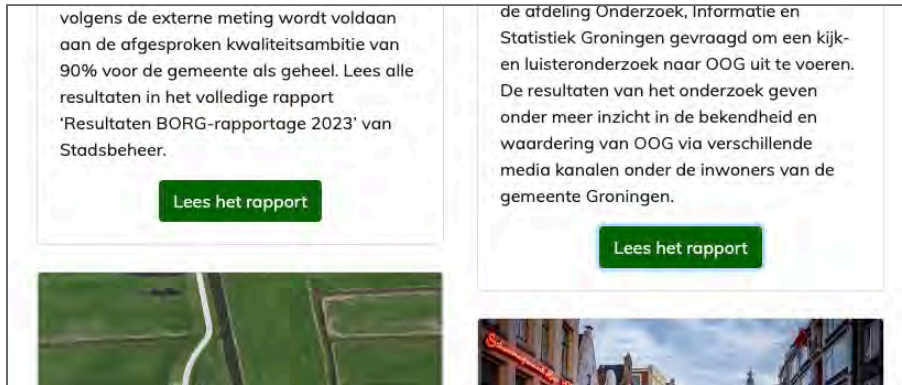 volgens de externe meting wordt voldaan
aan de afgesproken kwaliteitsambitie van
90% voor de gemeente als geheel. Lees alle
resultaten in het volledige rapport
‘Resultaten BORG-rapportage 2023’ van
Stadsbeheer.
Lees het rapport
de afdeling Onderzoek, Informatie en
Statistiek Groningen gevraagd om een kijk-
en luisteronderzoek naar OOG uit te voeren.
De resultaten van het onderzoek geven
onder meer inzicht in de bekendheid en
waardering van OOG via verschillende
media kanalen onder de inwoners van de
gemeente Groningen.
Lees het rapport